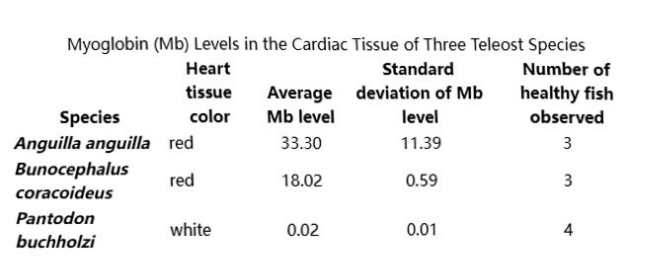 Myoglobin (Mb) Levels in the Cardiac Tissue of Three Teleost Species
Species Heart tissue color Average Mb level Standard deviation of Mb level Number of healthy fish observed
Anguilla anguilla red 33.30 11.39 3
Bunocephalus coracoideus red 18.02 0.59 3
Pantodon buchholzi white 0.02 0.01 4